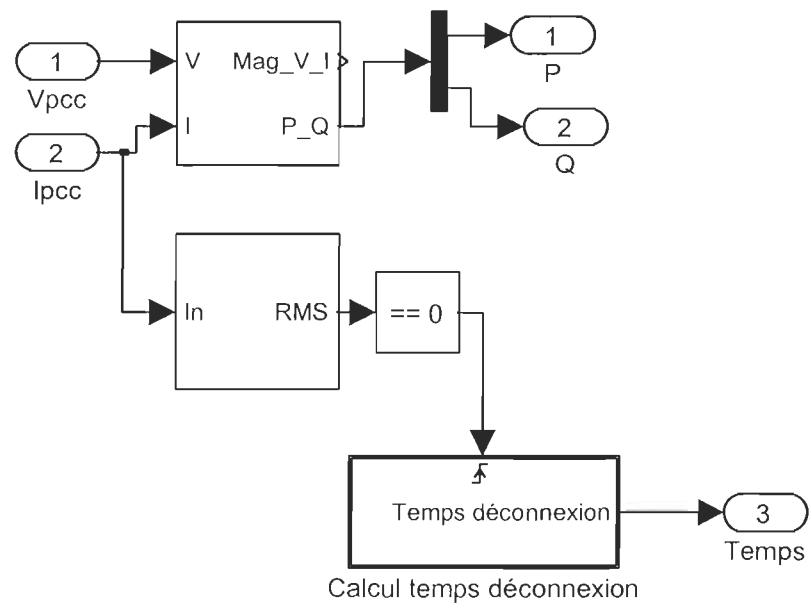 1
Vpcc
2
Ipcc
V
Mag_V_I
I
P_Q
1
P
2
Q
In
RMS
== 0
Temps déconnexion
Calcul temps déconnexion
3
Temps